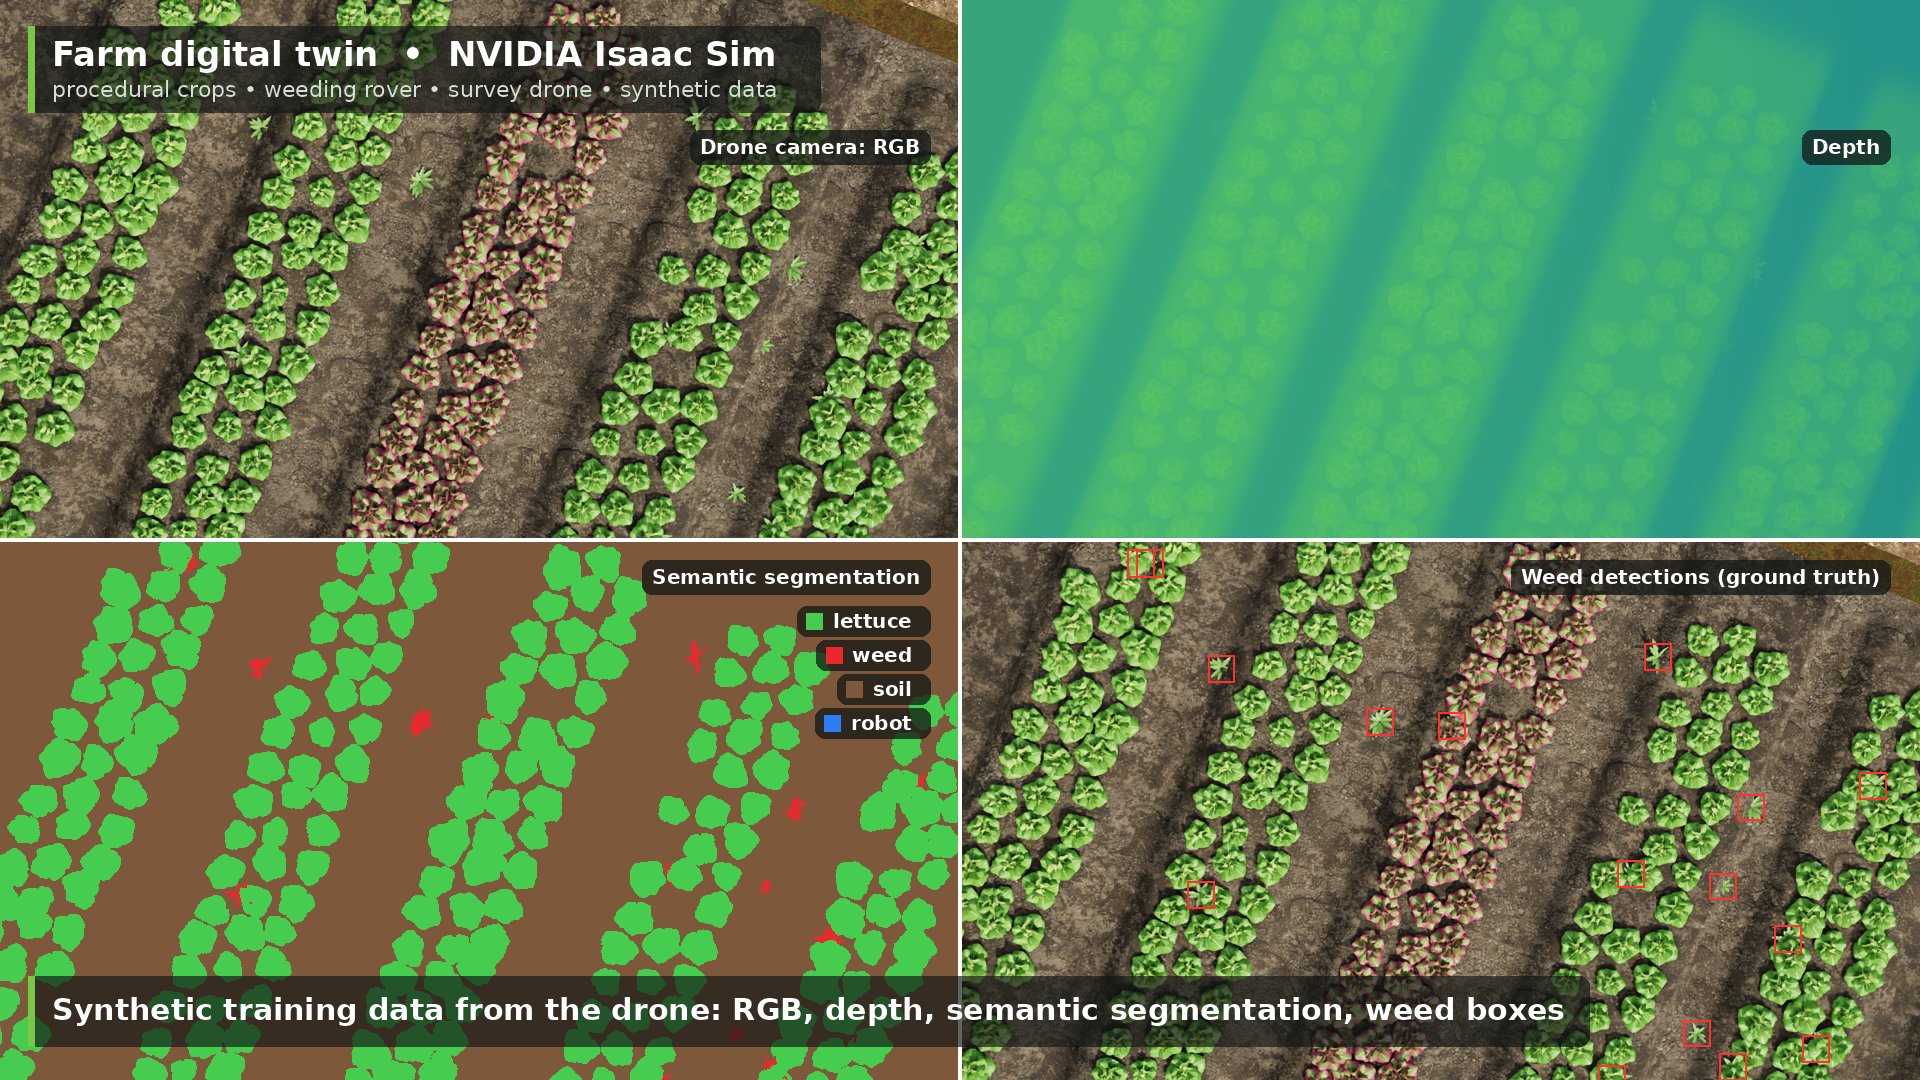 Farm digital twin • NVIDIA Isaac Sim
procedural crops • weeding rover • survey drone • synthetic data
Drone camera: RGB
Depth
Semantic segmentation
lettuce
weed
soil
robot
Weed detections (ground truth)
Synthetic training data from the drone: RGB, depth, semantic segmentation, weed boxes